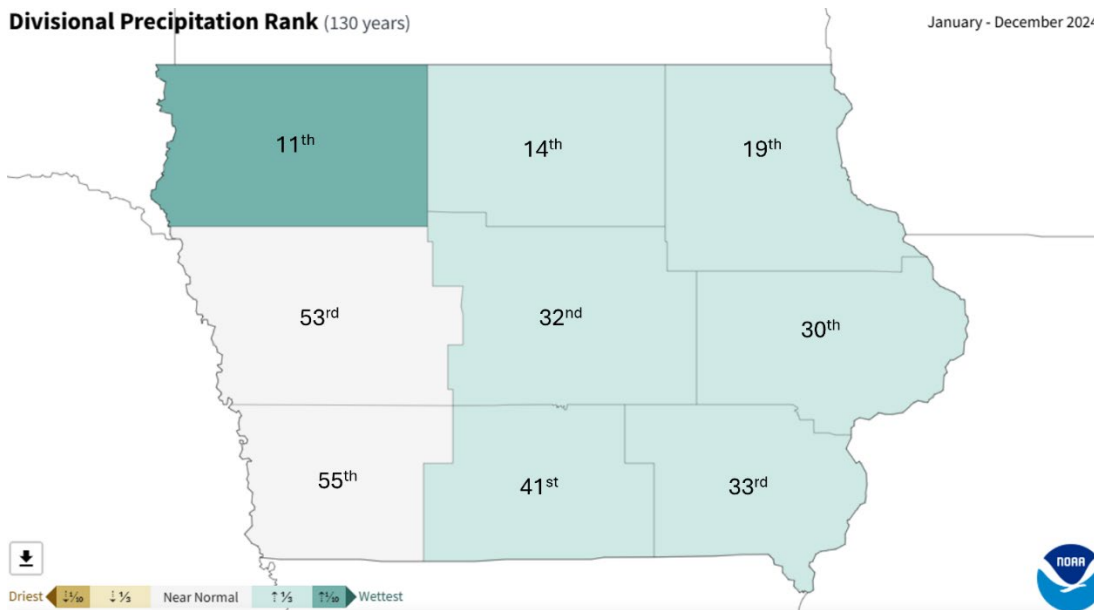 Divisional Precipitation Rank (130 years)
January - December 2024
11th
14th
19th
53rd
32nd
30th
55th
41st
33rd
Driest ↓1/10 ↓1/3 Near Normal ↑1/3 ↑1/10 Wettest
NOAA